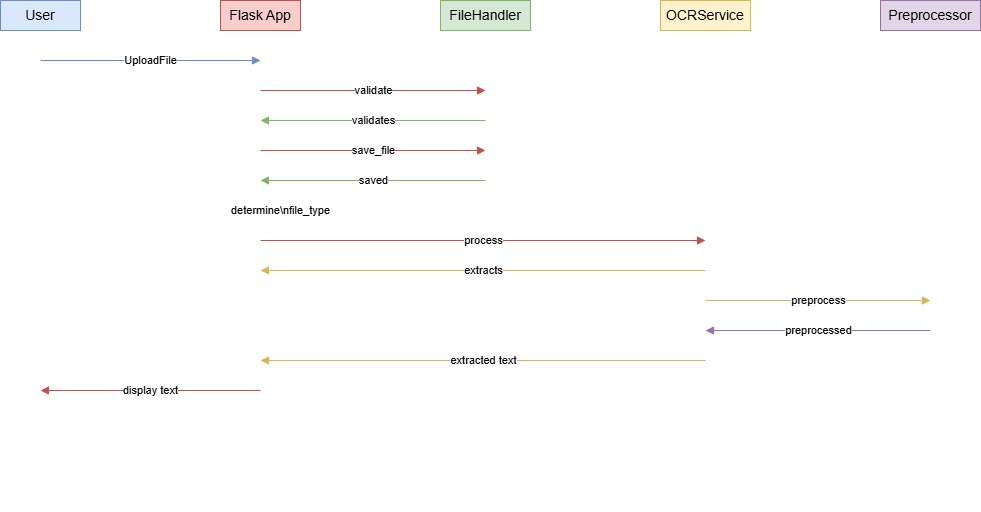 User
Flask App
FileHandler
OCRService
Preprocessor
UploadFile
validate
validates
save_file
saved
determine\nfile_type
process
extracts
preprocess
preprocessed
extracted text
display text